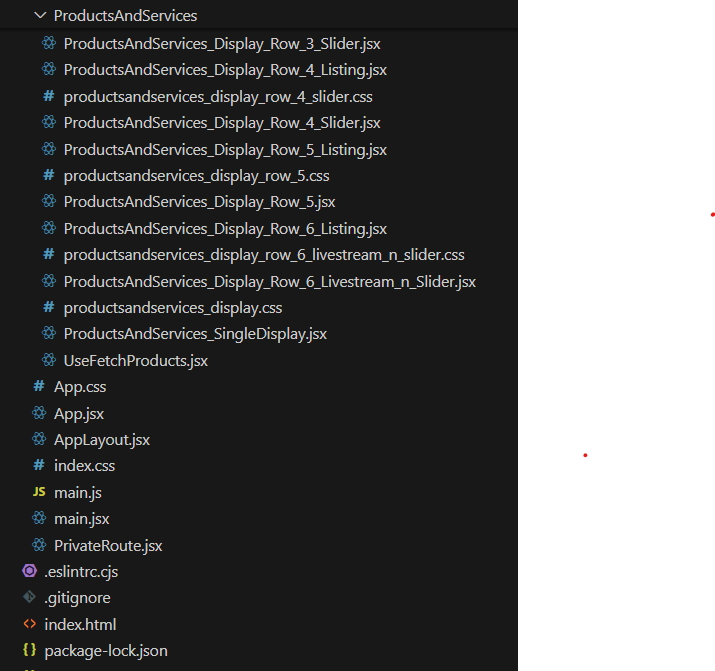 ProductsAndServices
ProductsAndServices_Display_Row_3_Slider.jsx
ProductsAndServices_Display_Row_4_Listing.jsx
# productsandservices_display_row_4_slider.css
ProductsAndServices_Display_Row_4_Slider.jsx
ProductsAndServices_Display_Row_5_Listing.jsx
# productsandservices_display_row_5.css
ProductsAndServices_Display_Row_5.jsx
ProductsAndServices_Display_Row_6_Listing.jsx
# productsandservices_display_row_6_livestream_n_slider.css
ProductsAndServices_Display_Row_6_Livestream_n_Slider.jsx
# productsandservices_display.css
ProductsAndServices_SingleDisplay.jsx
UseFetchProducts.jsx
# App.css
App.jsx
AppLayout.jsx
# index.css
JS main.js
main.jsx
PrivateRoute.jsx
.eslintrc.cjs
.gitignore
<> index.html
{} package-lock.json